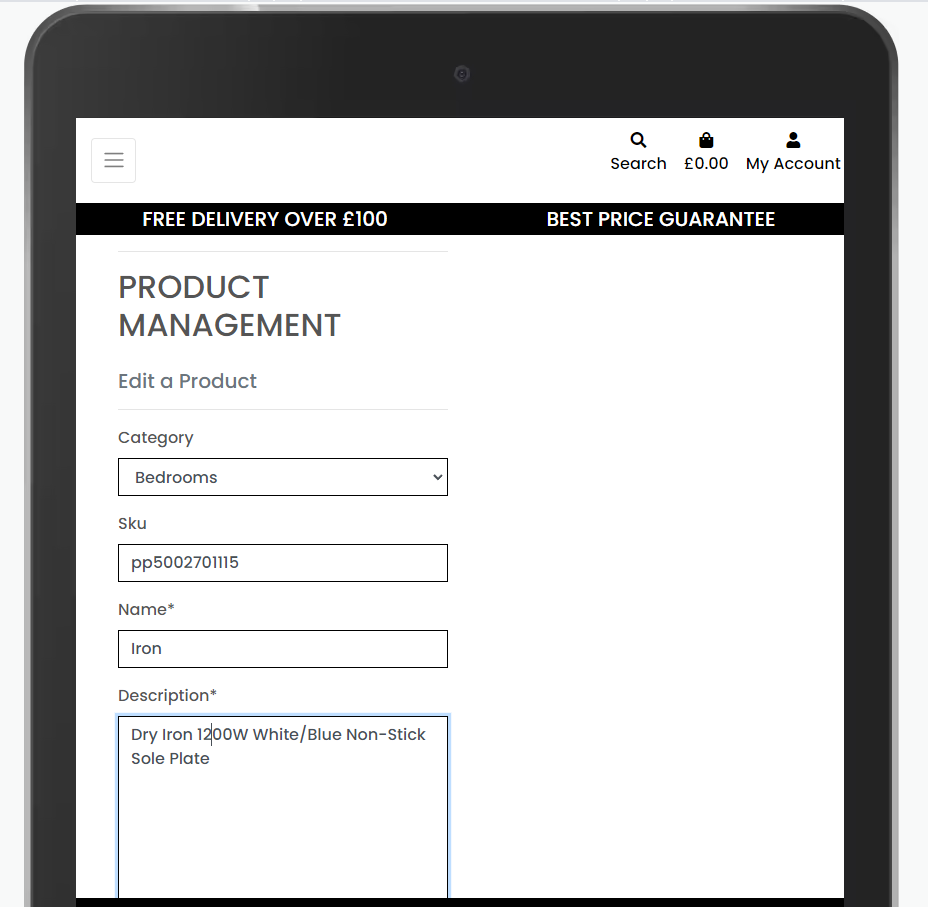 Search £0.00 My Account
FREE DELIVERY OVER £100 BEST PRICE GUARANTEE
PRODUCT
MANAGEMENT
Edit a Product
Category
Bedrooms
Sku
pp5002701115
Name*
Iron
Description*
Dry Iron 1200W White/Blue Non-Stick
Sole Plate